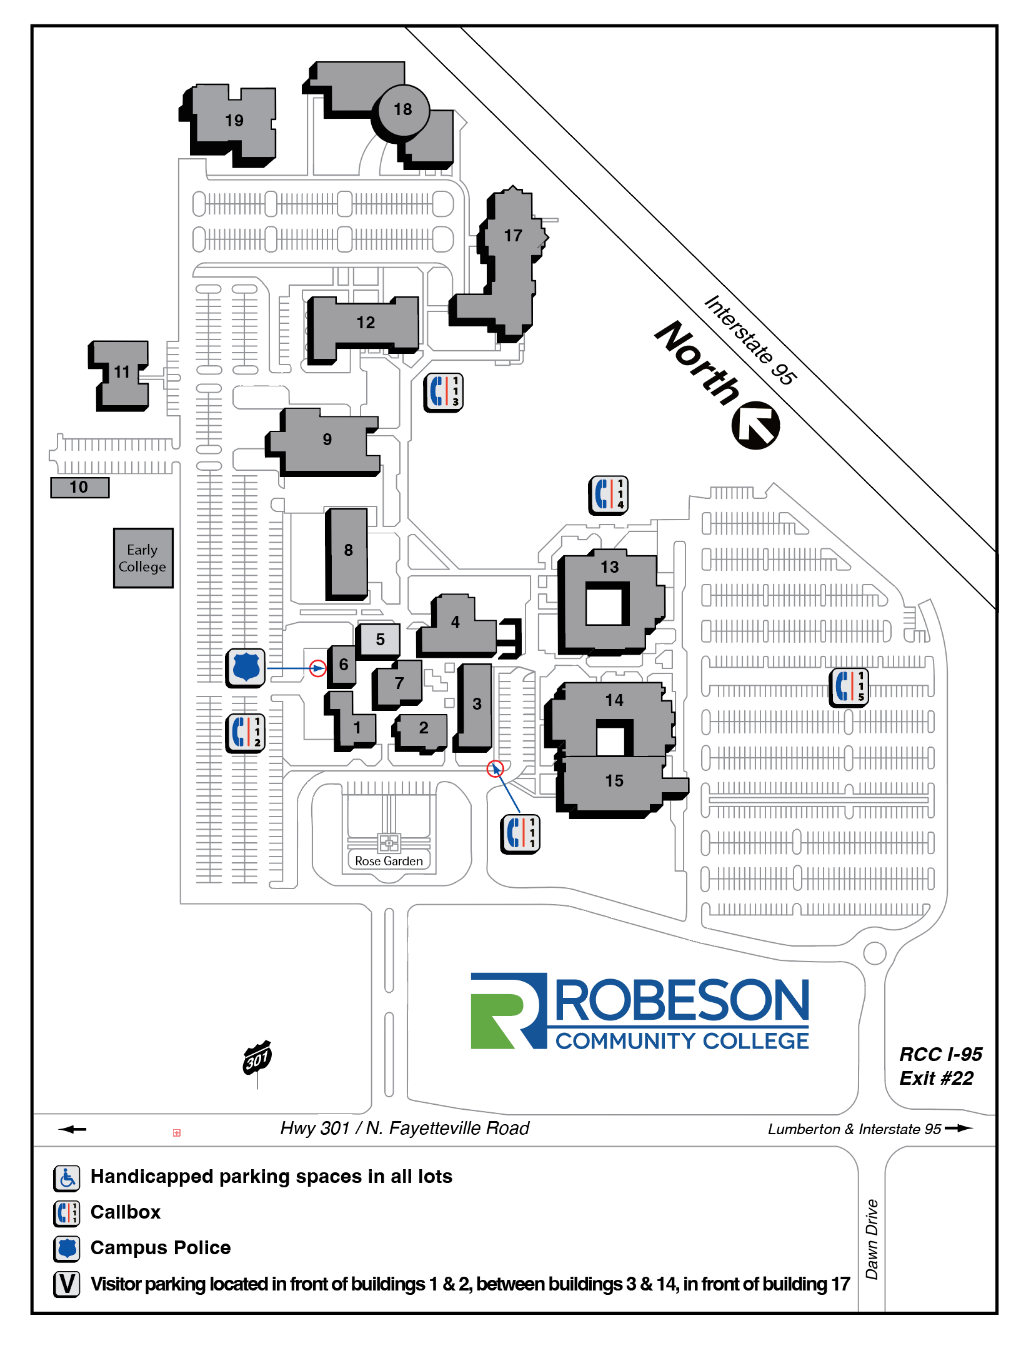 19
18
17
Interstate 95
North
12
11
113
9
10
114
Early
College
8
13
4
5
6
7
115
3
14
1
2
112
15
111
Rose Garden
ROBESON
COMMUNITY COLLEGE
301
RCC I-95
Exit #22
Hwy 301 / N. Fayetteville Road
Lumberton & Interstate 95
Handicapped parking spaces in all lots
111
Callbox
Campus Police
Dawn Drive
V Visitor parking located in front of buildings 1 & 2, between buildings 3 & 14, in front of building 17